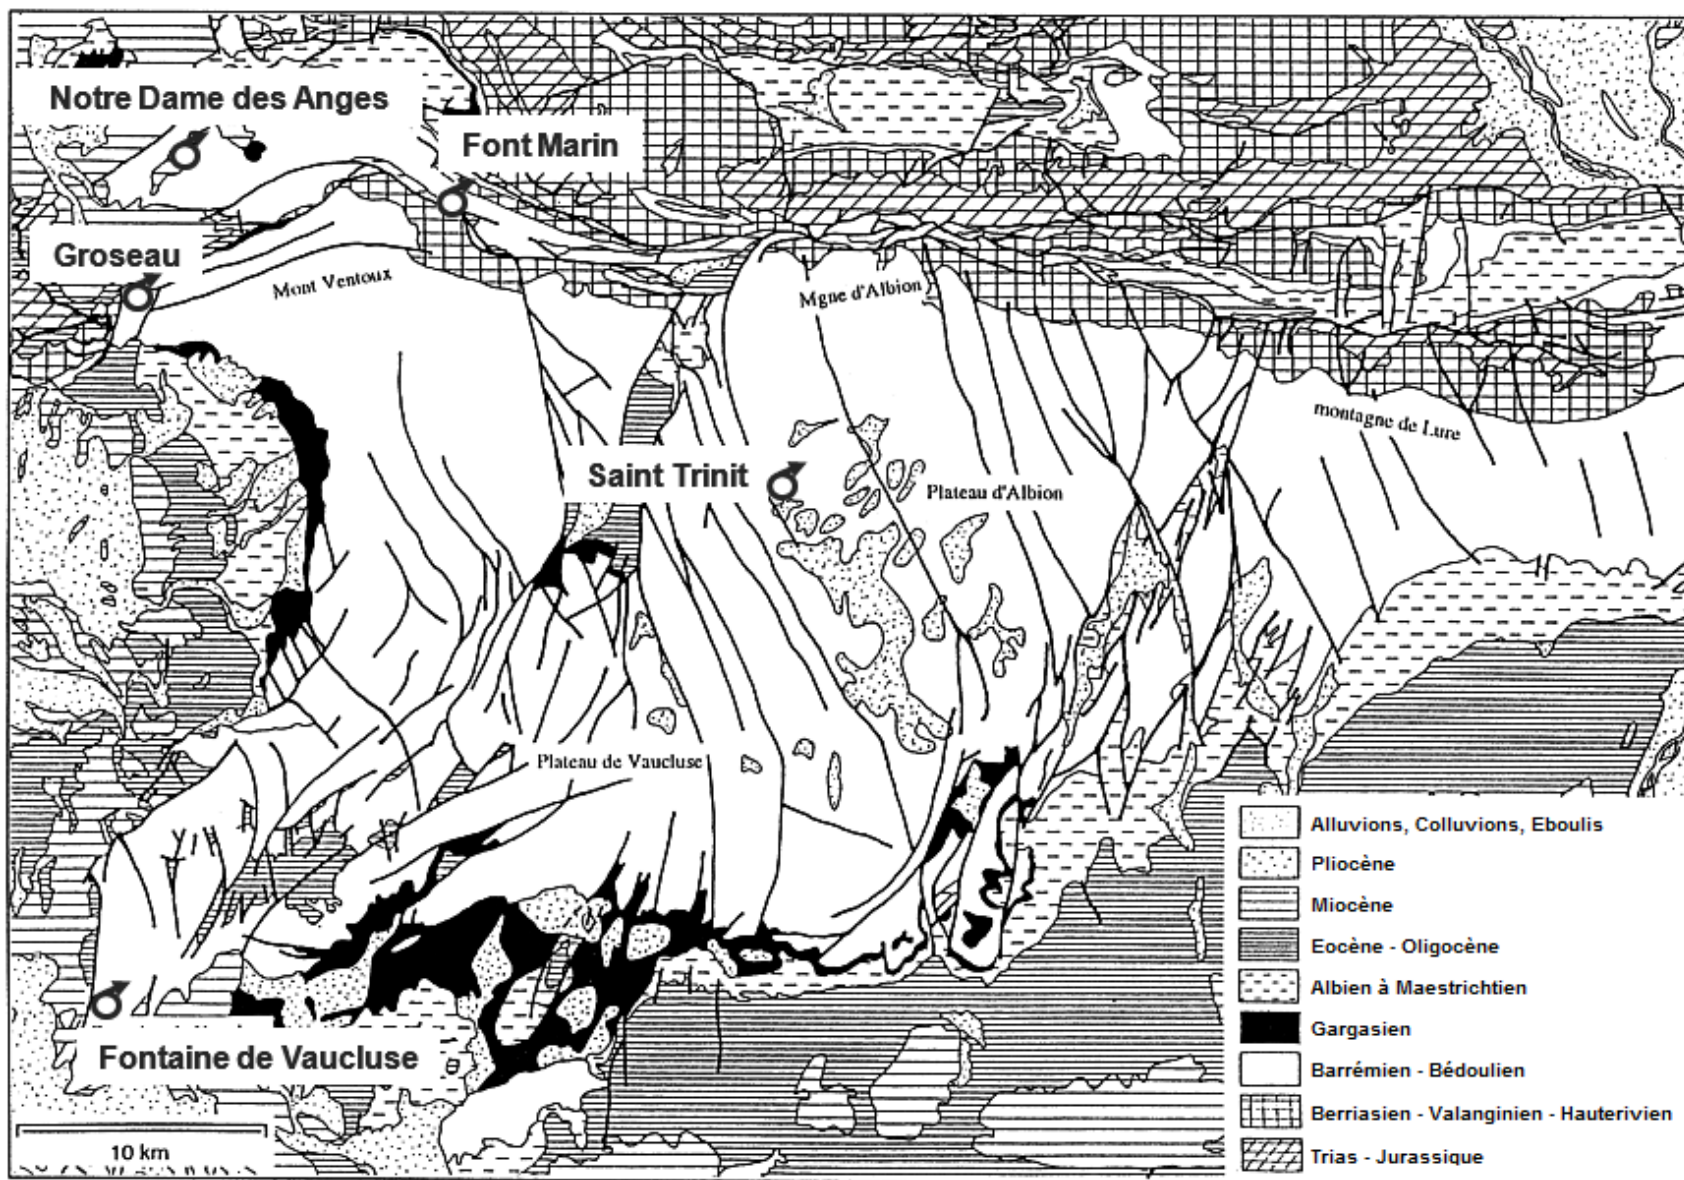 Notre Dame des Anges
Font Marin
Groseau
Mont Ventoux
Mgne d'Albion
montagne de Lure
Saint Trinit
Plateau d'Albion
Plateau de Vaucluse
Fontaine de Vaucluse
10 km
Alluvions, Colluvions, Eboulis
Pliocène
Miocène
Eocène - Oligocène
Albien à Maestrichtien
Gargasien
Barrémien - Bédoulien
Berriasien - Valanginien - Hauterivien
Trias - Jurassique